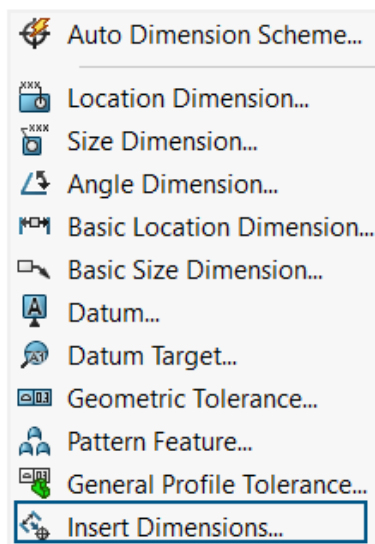 Auto Dimension Scheme...
Location Dimension...
Size Dimension...
Angle Dimension...
Basic Location Dimension...
Basic Size Dimension...
Datum...
Datum Target...
Geometric Tolerance...
Pattern Feature...
General Profile Tolerance...
Insert Dimensions...